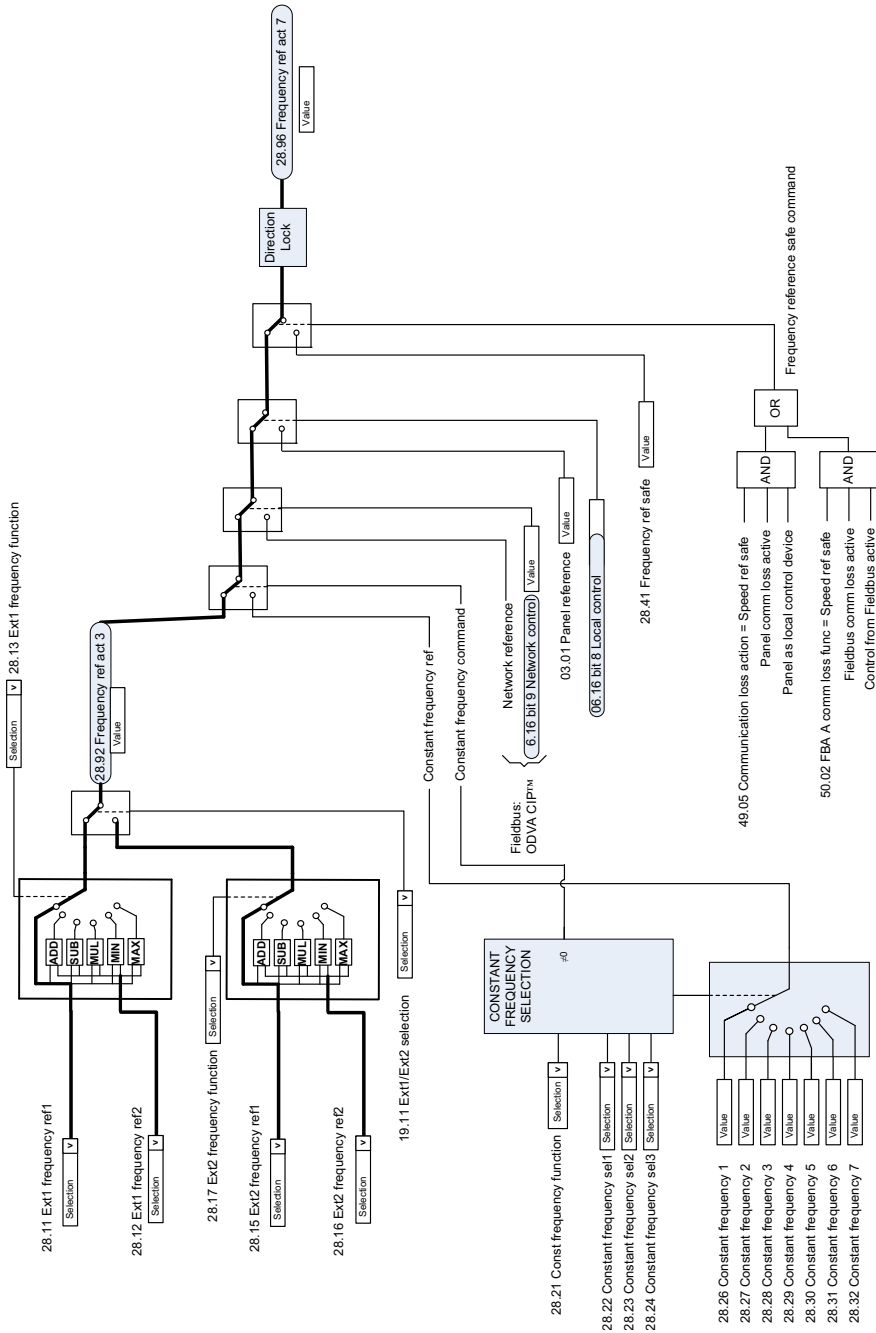 28.11 Ext1 frequency ref1
Selection v
28.12 Ext1 frequency ref2
Selection v
ADD
SUB
MUL
MIN
MAX
Selection v
28.13 Ext1 frequency function
28.17 Ext2 frequency function
Selection v
28.15 Ext2 frequency ref1
Selection v
28.16 Ext2 frequency ref2
Selection v
ADD
SUB
MUL
MIN
MAX
19.11 Ext1/Ext2 selection
Selection v
28.92 Frequency ref act 3
Value
28.21 Const frequency function
Selection v
28.22 Constant frequency sel1
Selection v
28.23 Constant frequency sel2
Selection v
28.24 Constant frequency sel3
Selection v
CONSTANT
FREQUENCY
SELECTION
≠0
28.26 Constant frequency 1
Value
28.27 Constant frequency 2
Value
28.28 Constant frequency 3
Value
28.29 Constant frequency 4
Value
28.30 Constant frequency 5
Value
28.31 Constant frequency 6
Value
28.32 Constant frequency 7
Value
Constant frequency ref
Constant frequency command
Fieldbus:
ODVA CIP™
Network reference
6.16 bit 9 Network control
Value
03.01 Panel reference
Value
06.16 bit 8 Local control
28.41 Frequency ref safe
Value
49.05 Communication loss action = Speed ref safe
Panel comm loss active
Panel as local control device
AND
50.02 FBA A comm loss func = Speed ref safe
Fieldbus comm loss active
Control from Fieldbus active
AND
OR
Frequency reference safe command
Direction
Lock
28.96 Frequency ref act 7
Value